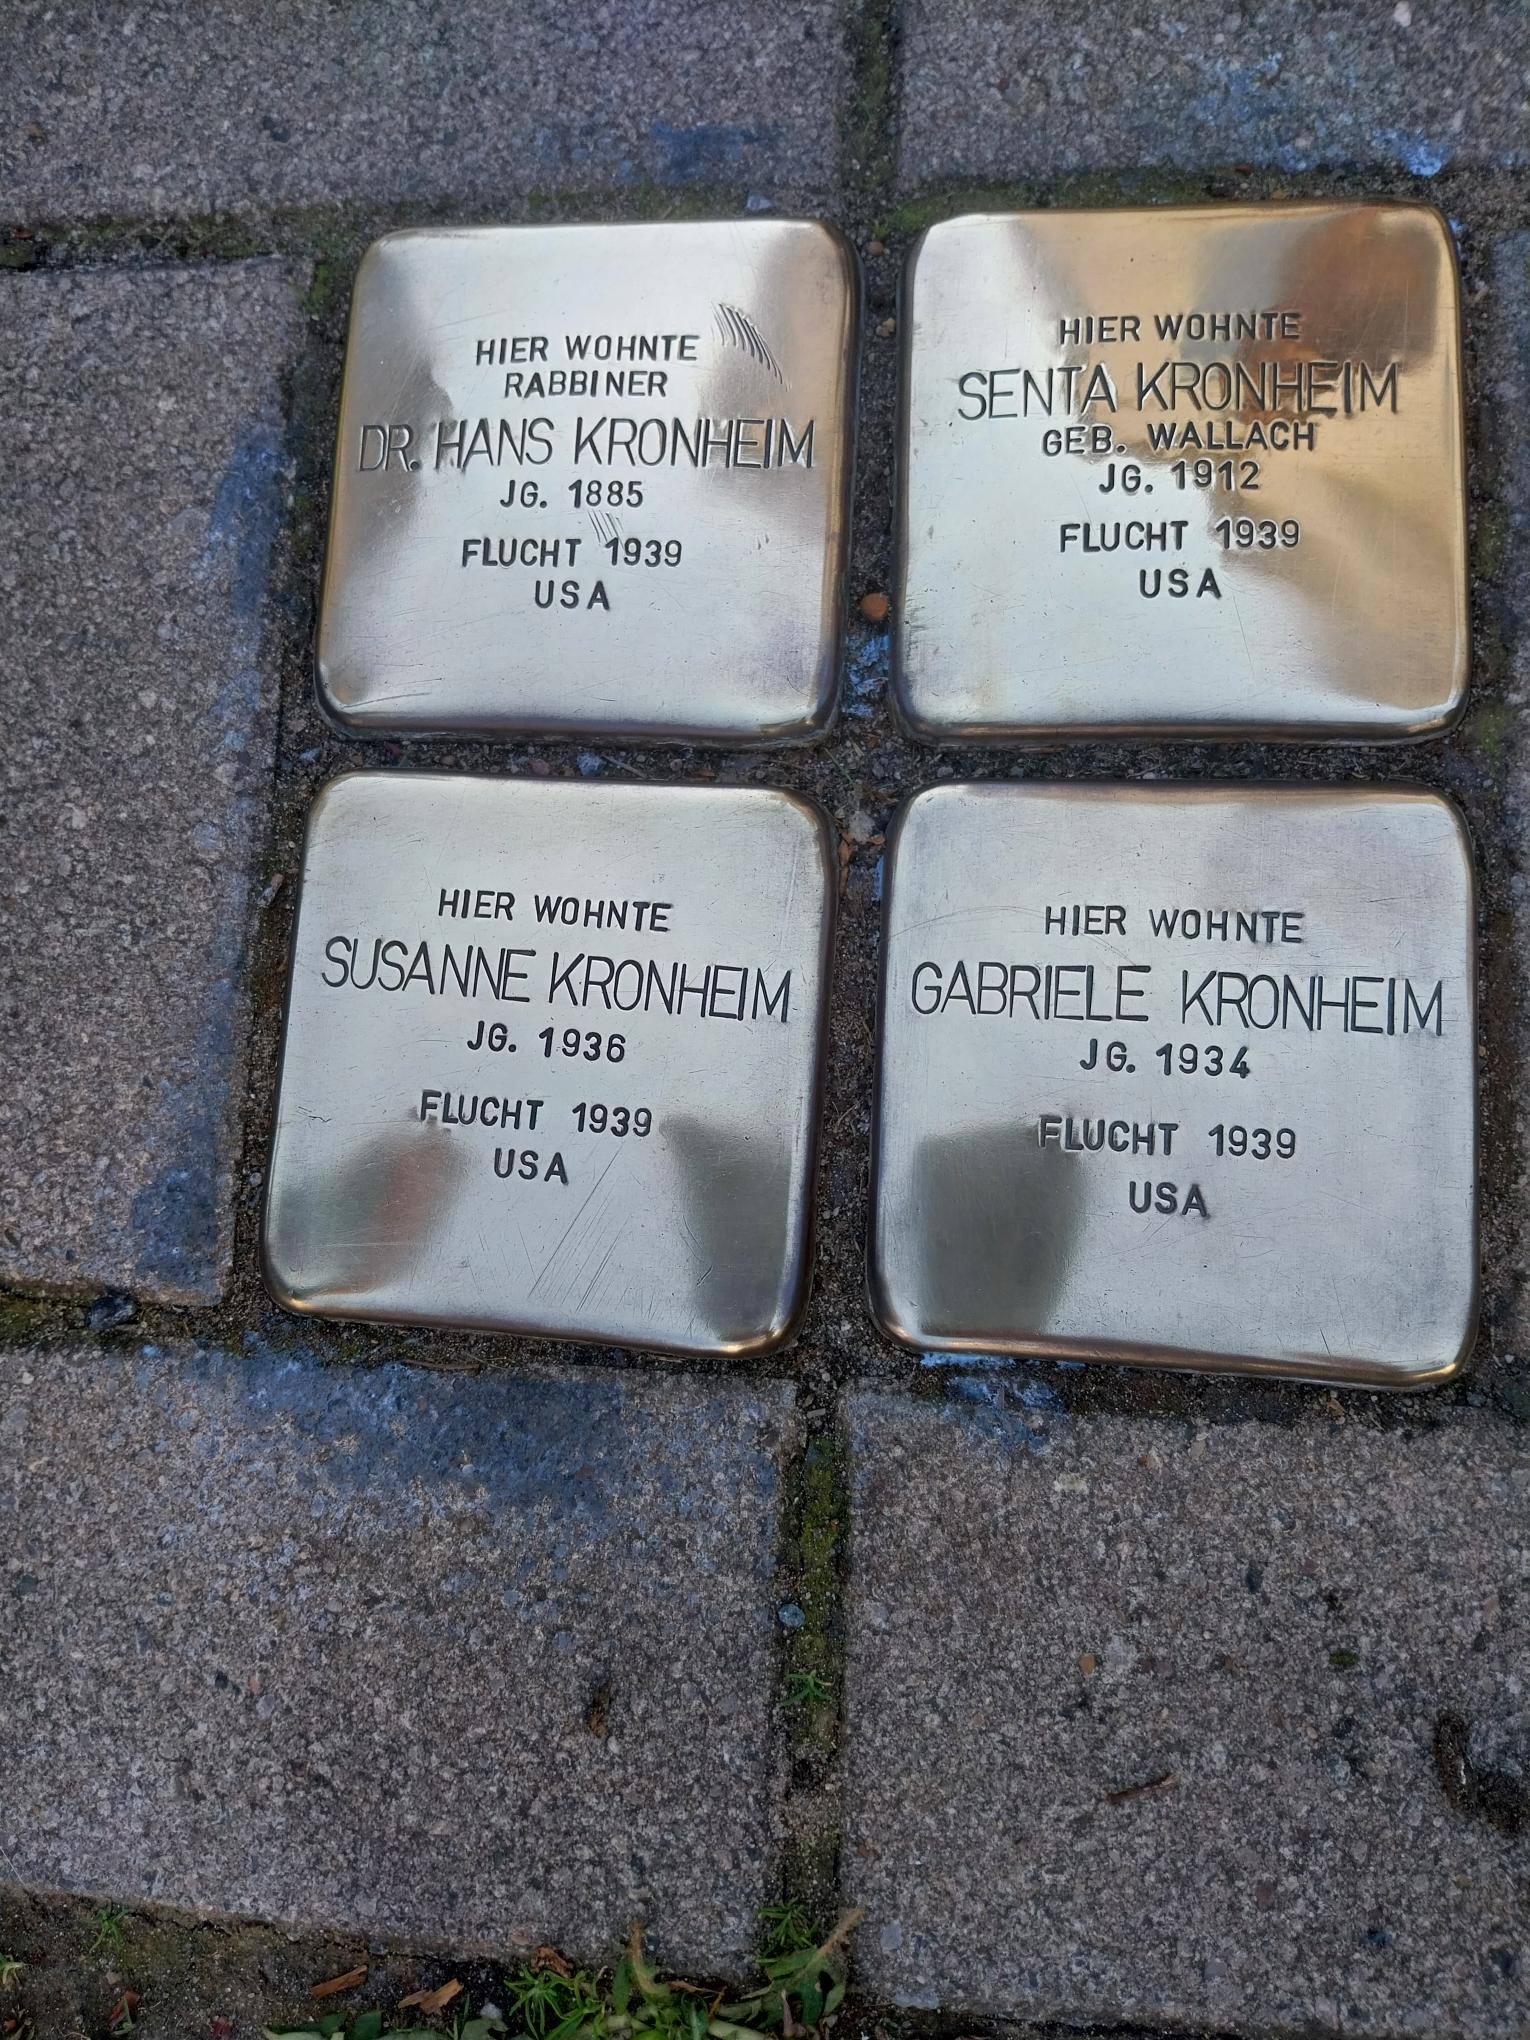 HIER WOHNTE
RABBINER
DR. HANS KRONHEIM
JG. 1885
FLUCHT 1939
USA
HIER WOHNTE
SENTA KRONHEIM
GEB. WALLACH
JG. 1912
FLUCHT 1939
USA
HIER WOHNTE
SUSANNE KRONHEIM
JG. 1936
FLUCHT 1939
USA
HIER WOHNTE
GABRIELE KRONHEIM
JG. 1934
FLUCHT 1939
USA